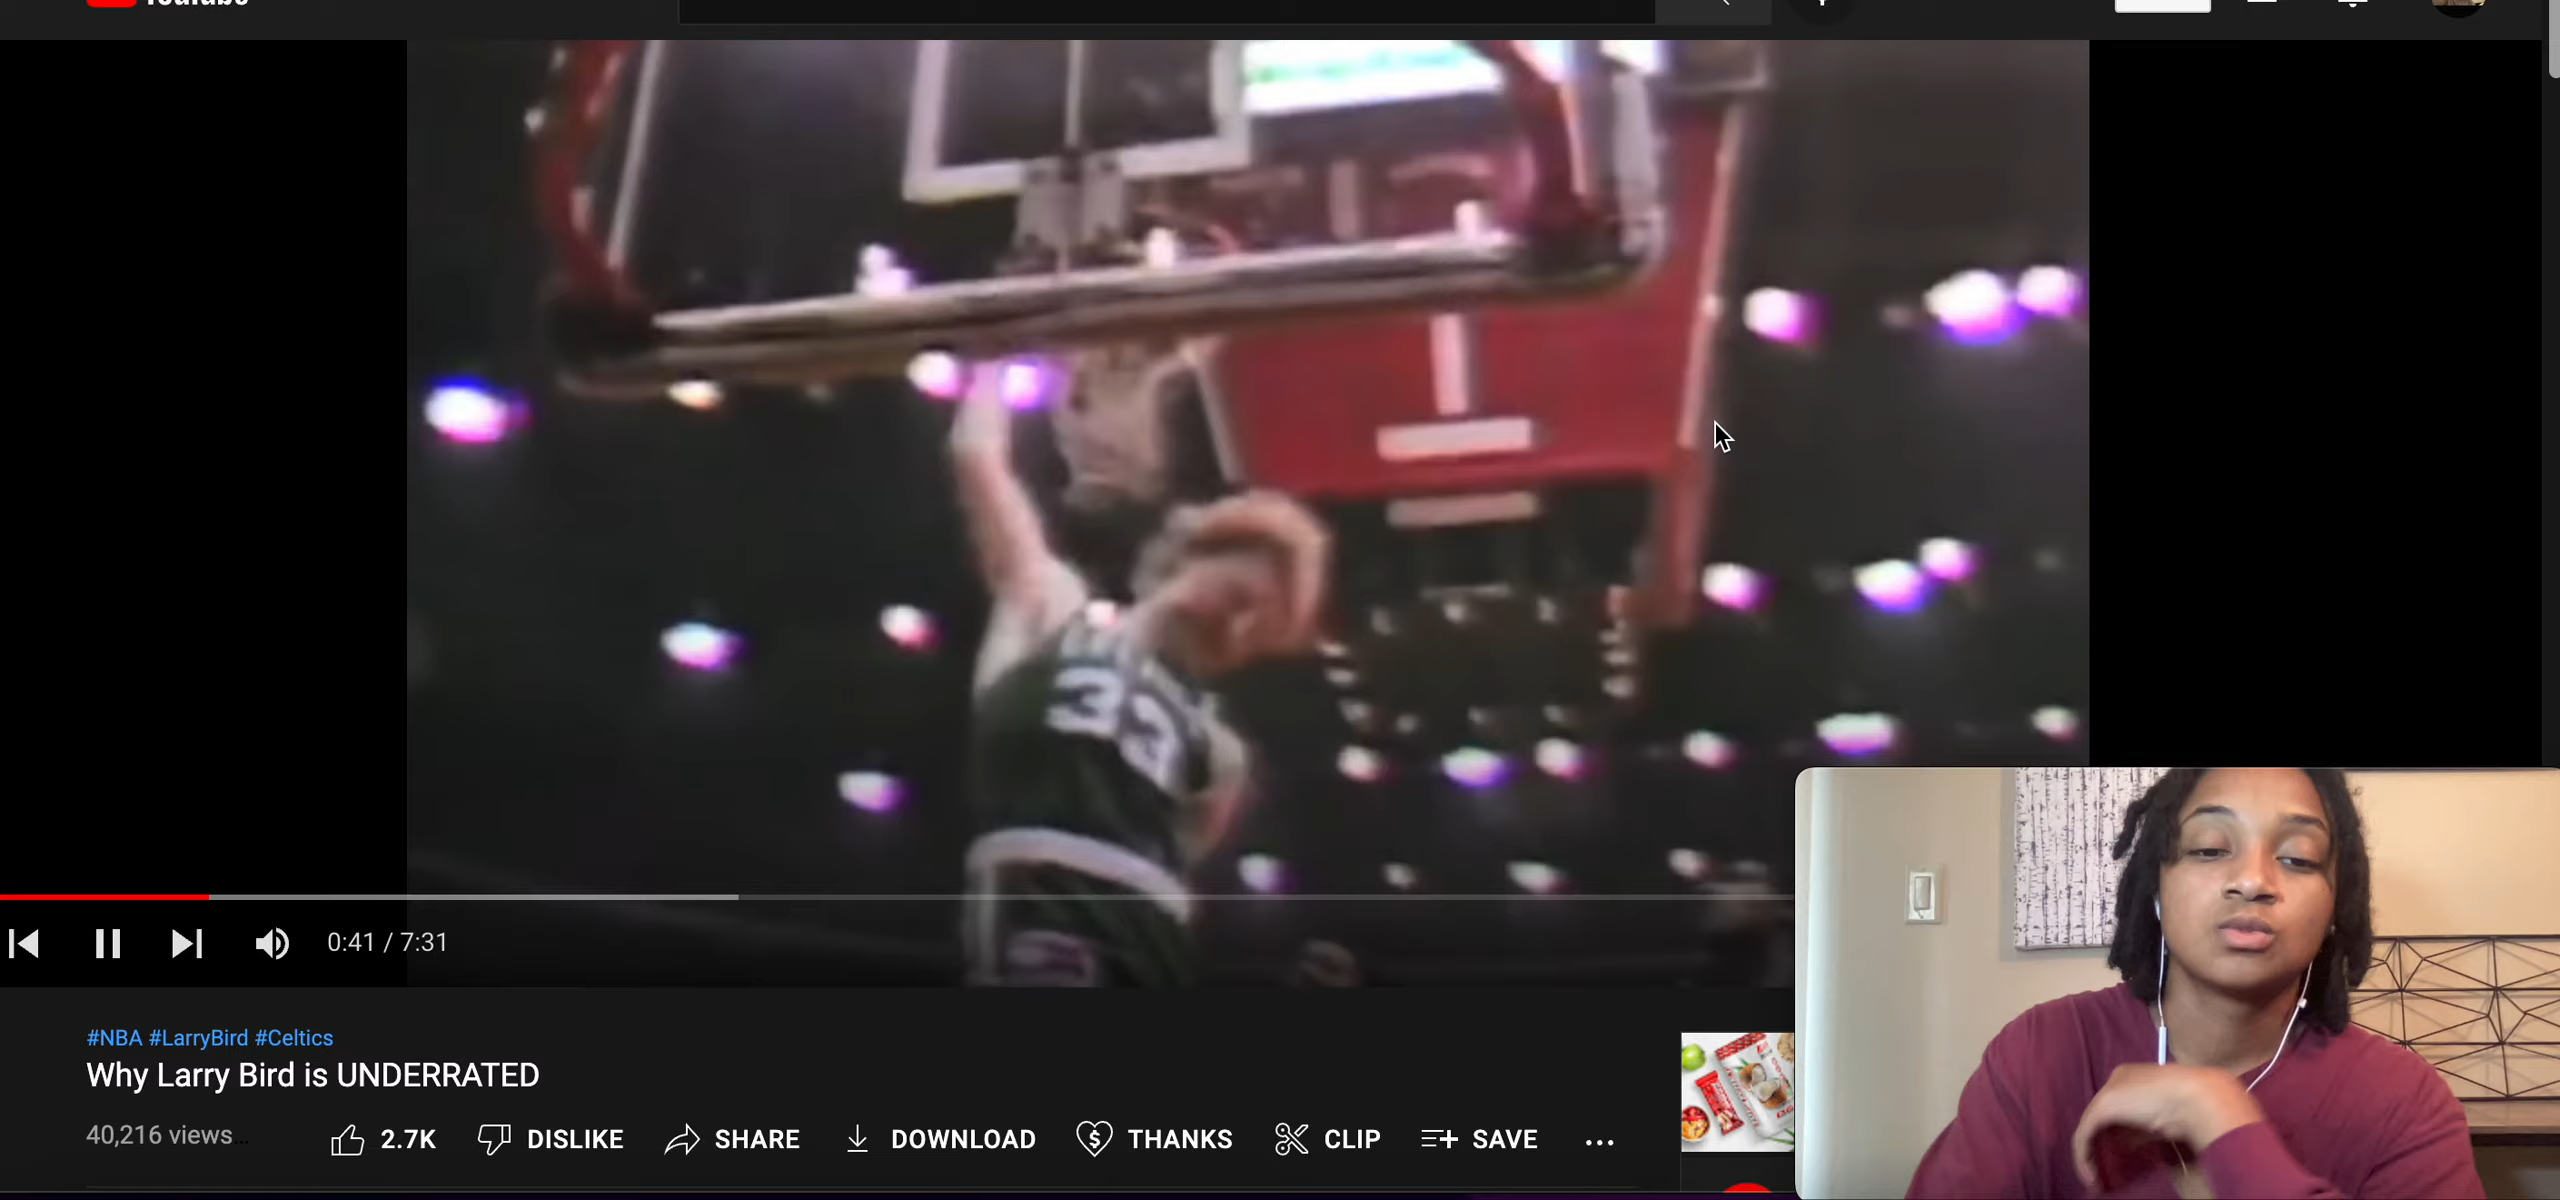 33
0:41 / 7:31
#NBA #LarryBird #Celtics
Why Larry Bird is UNDERRATED
40,216 views...
2.7K
DISLIKE
SHARE
DOWNLOAD
THANKS
CLIP
SAVE